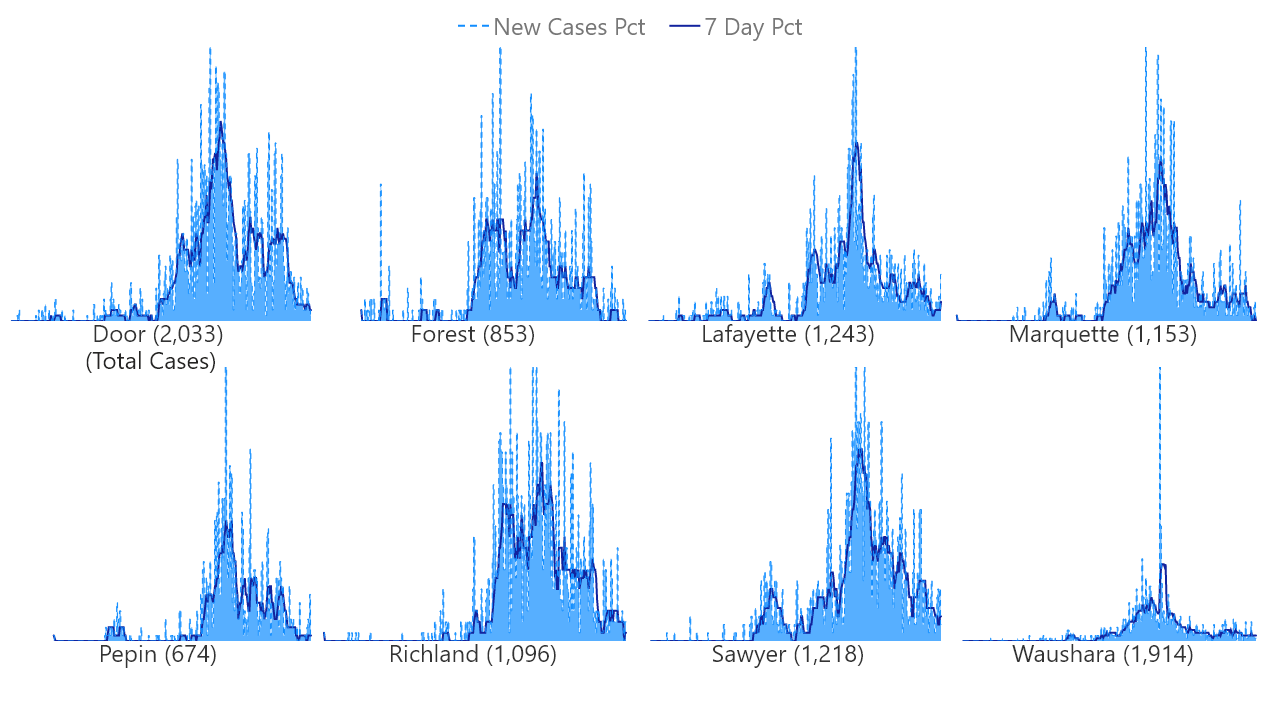 New Cases Pct 7 Day Pct
Door (2,033) Forest (853) Lafayette (1,243) Marquette (1,153)
(Total Cases)
Pepin (674) Richland (1,096) Sawyer (1,218) Waushara (1,914)